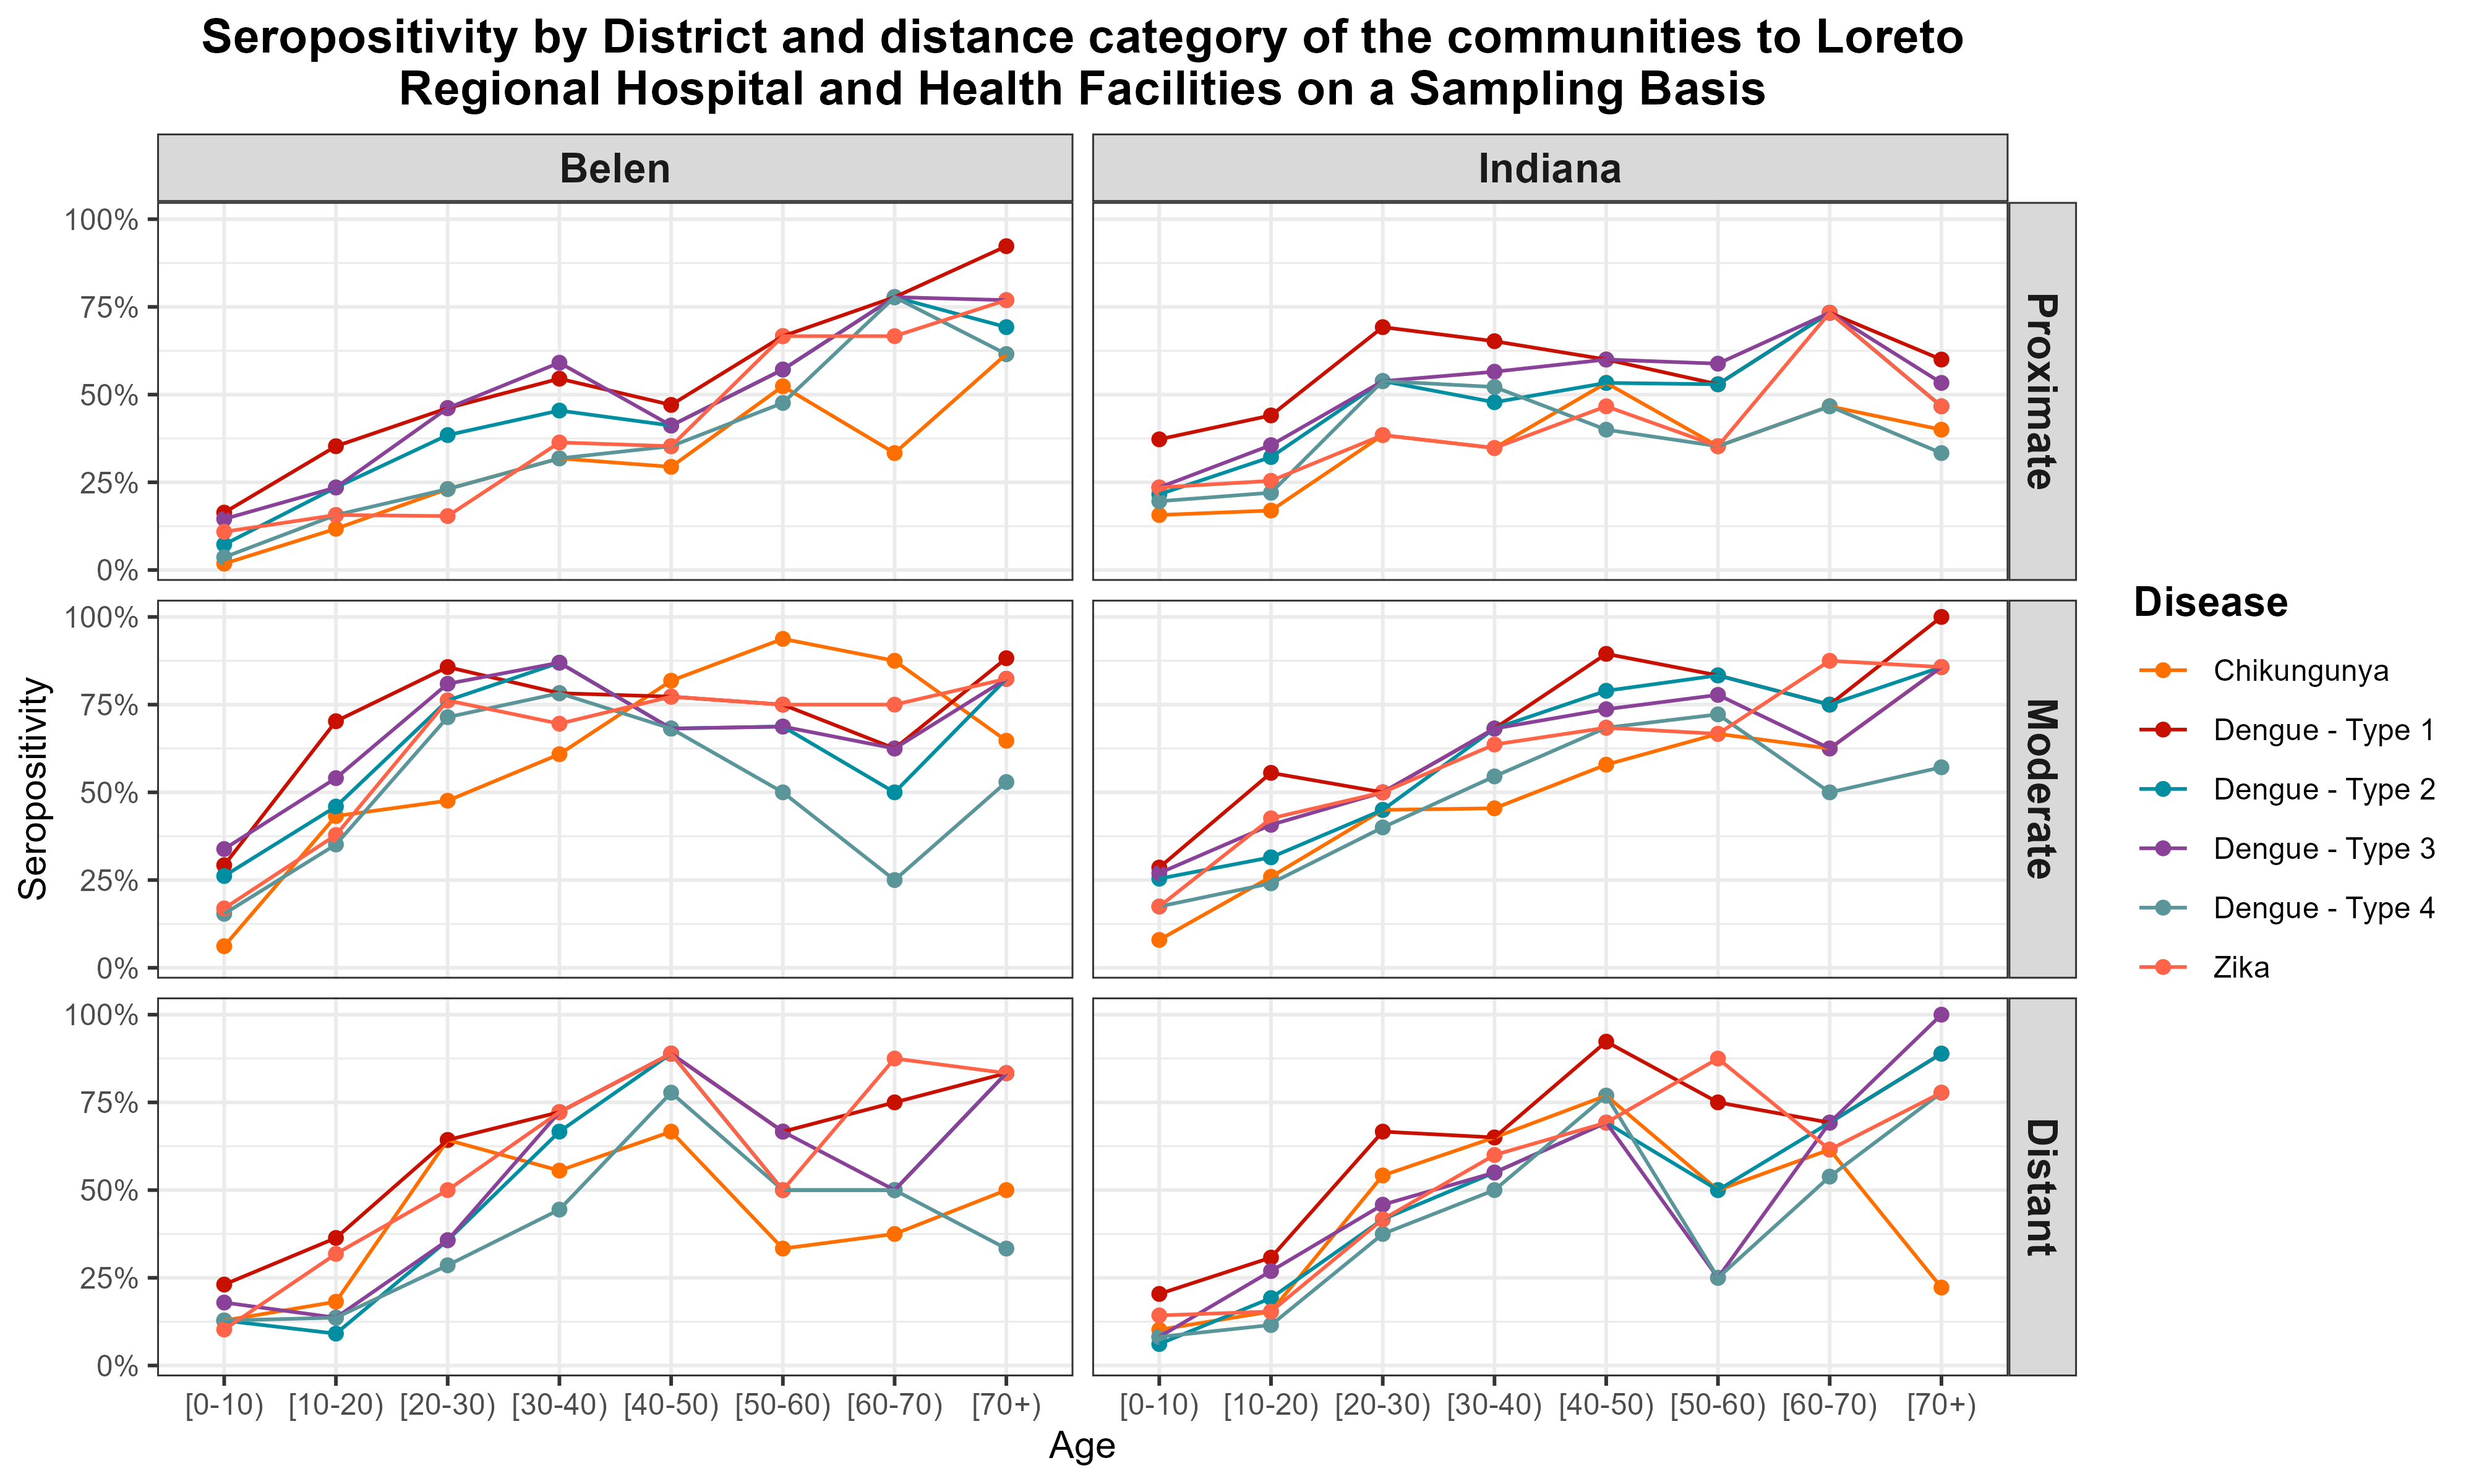 Seropositivity by District and distance category of the communities to Loreto
Regional Hospital and Health Facilities on a Sampling Basis
Belen
Indiana
100%
75%
50%
25%
0%
Proximate
100%
75%
50%
25%
0%
Moderate
100%
75%
50%
25%
0%
Distant
Seropositivity
[0-10) [10-20) [20-30) [30-40) [40-50) [50-60) [60-70) [70+)
[0-10) [10-20) [20-30) [30-40) [40-50) [50-60) [60-70) [70+)
Age
Disease
Chikungunya
Dengue - Type 1
Dengue - Type 2
Dengue - Type 3
Dengue - Type 4
Zika